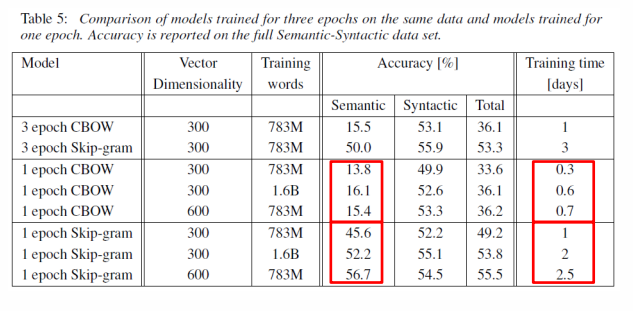 Table 5: Comparison of models trained for three epochs on the same data and models trained for
one epoch. Accuracy is reported on the full Semantic-Syntactic data set.
Model Vector Training Accuracy [%] Training time
Dimensionality words [days]
Semantic Syntactic Total
3 epoch CBOW 300 783M 15.5 53.1 36.1 1
3 epoch Skip-gram 300 783M 50.0 55.9 53.3 3
1 epoch CBOW 300 783M 13.8 49.9 33.6 0.3
1 epoch CBOW 300 1.6B 16.1 52.6 36.1 0.6
1 epoch CBOW 600 783M 15.4 53.3 36.2 0.7
1 epoch Skip-gram 300 783M 45.6 52.2 49.2 1
1 epoch Skip-gram 300 1.6B 52.2 55.1 53.8 2
1 epoch Skip-gram 600 783M 56.7 54.5 55.5 2.5